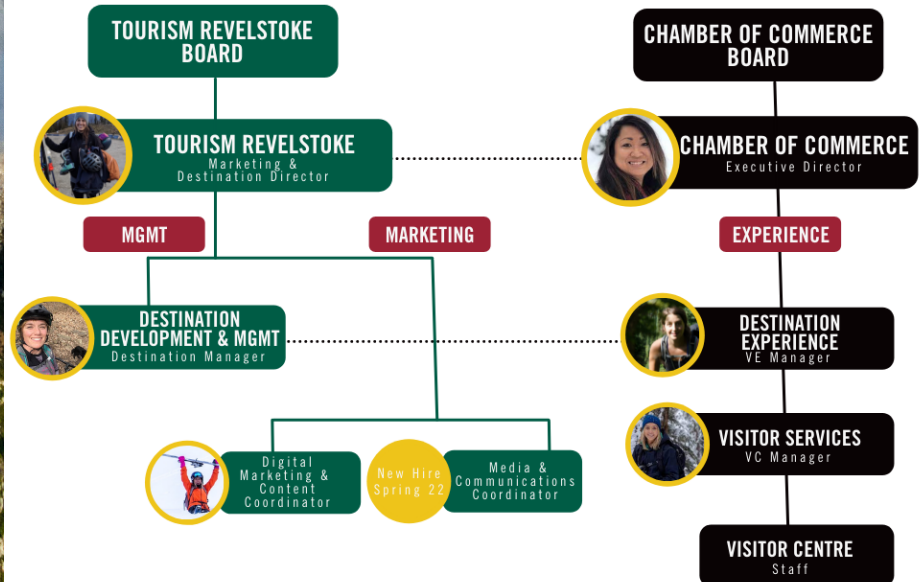 TOURISM REVELSTOKE
BOARD
CHAMBER OF COMMERCE
BOARD
TOURISM REVELSTOKE
Marketing &
Destination Director
CHAMBER OF COMMERCE
Executive Director
MGMT
MARKETING
EXPERIENCE
DESTINATION
DEVELOPMENT & MGMT
Destination Manager
DESTINATION
EXPERIENCE
VE Manager
VISITOR SERVICES
VC Manager
Digital
Marketing &
Content
Coordinator
New Hire
Spring 22
Media &
Communications
Coordinator
VISITOR CENTRE
Staff